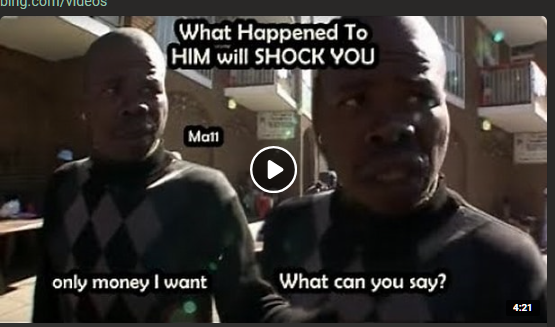 bing.com/videos
What Happened To
HIM will SHOCK YOU
Ma11
only money I want
What can you say?
4:21